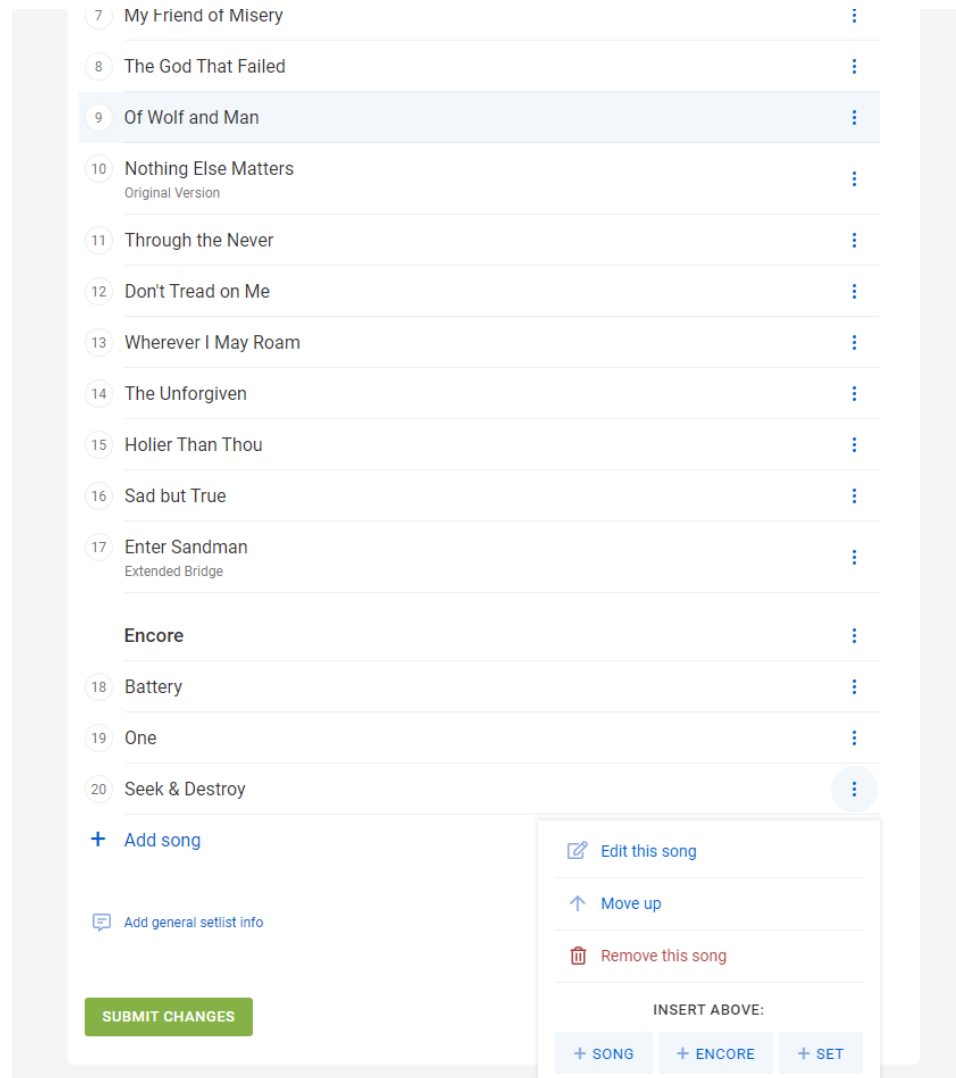 7 My Friend of Misery
8 The God That Failed
9 Of Wolf and Man
10 Nothing Else Matters
Original Version
11 Through the Never
12 Don't Tread on Me
13 Wherever I May Roam
14 The Unforgiven
15 Holier Than Thou
16 Sad but True
17 Enter Sandman
Extended Bridge
Encore
18 Battery
19 One
20 Seek & Destroy
+ Add song
Add general setlist info
SUBMIT CHANGES
Edit this song
Move up
Remove this song
INSERT ABOVE:
+ SONG + ENCORE + SET